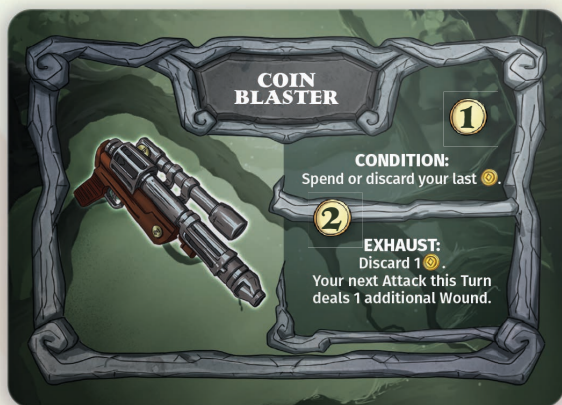 COIN
BLASTER
1
CONDITION:
Spend or discard your last .
2
EXHAUST:
Discard 1 .
Your next Attack this Turn
deals 1 additional Wound.